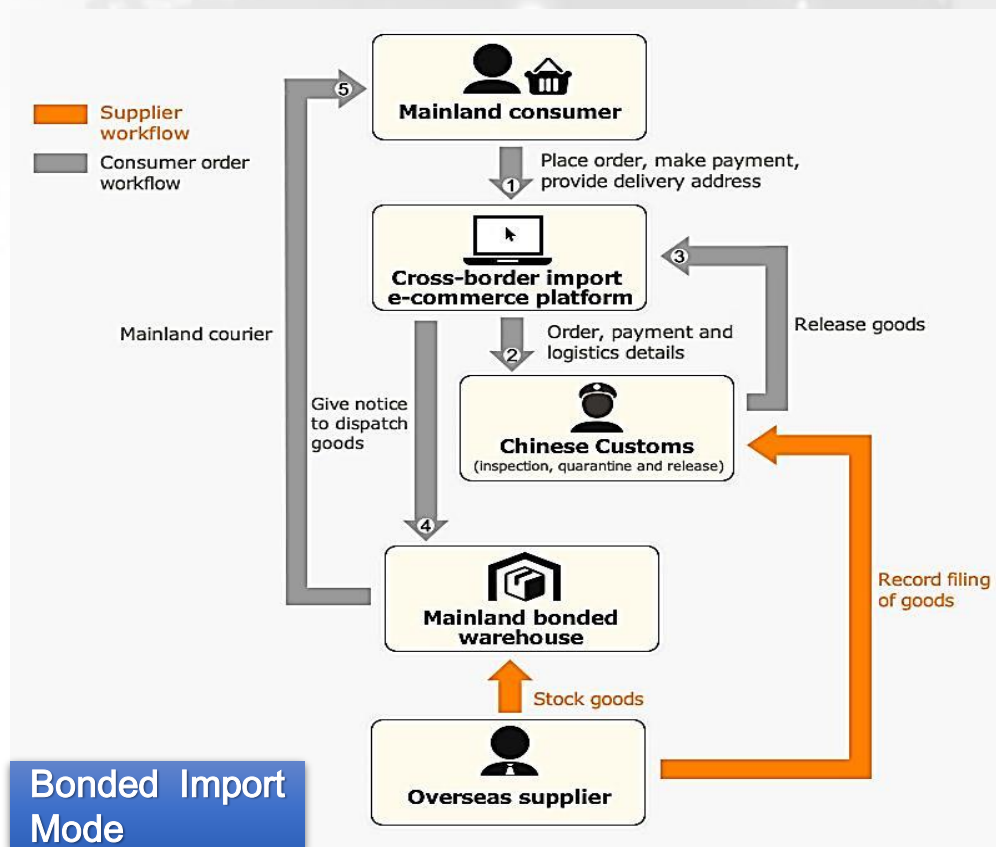 Supplier
workflow
Consumer order
workflow
5
Mainland consumer
1
Place order, make payment,
provide delivery address
Cross-border import
e-commerce platform
3
Release goods
2
Order, payment and
logistics details
Mainland courier
Give notice
to dispatch
goods
Chinese Customs
(inspection, quarantine and release)
4
Mainland bonded
warehouse
Record filing
of goods
Stock goods
Overseas supplier
Bonded Import
Mode